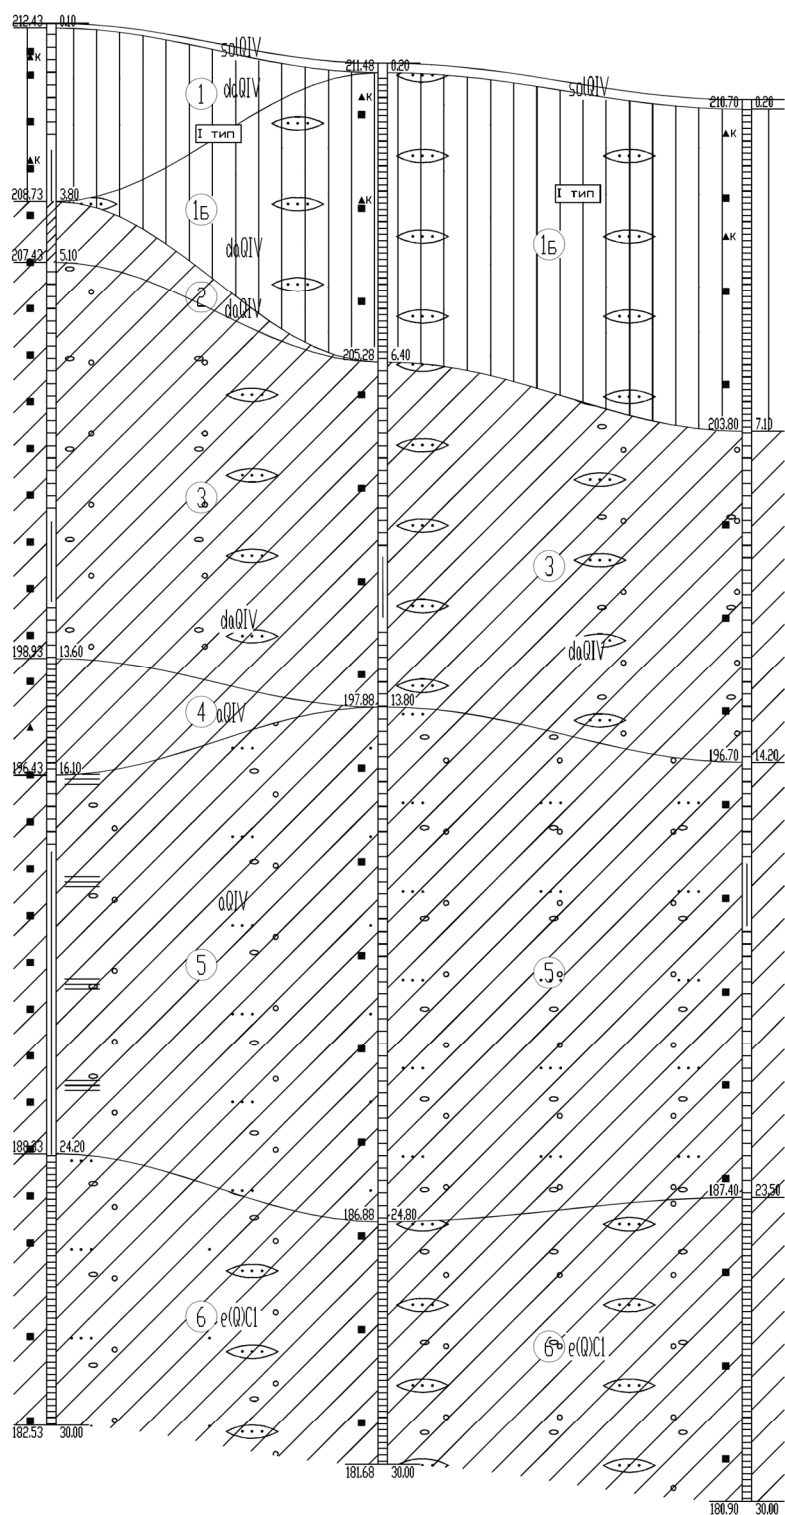 212.43 0.10
solQIV
211.48 0.20
к
1 daQIV
solQIV
к
210.70 0.20
I тип
к
к
I тип
208.73 3.80
к
1Б
к
daQIV
1Б
207.43 5.10
2
daQIV
205.28 6.40
203.80 7.10
3
3
daQIV
daQIV
198.93 13.60
197.88 13.80
4 aQIV
196.70 14.20
196.43 16.10
aQIV
5
5
188.33 24.20
187.40 23.50
186.88 24.80
6 e(Q)C1
6 e(Q)C1
182.53 30.00
181.68 30.00
180.90 30.00